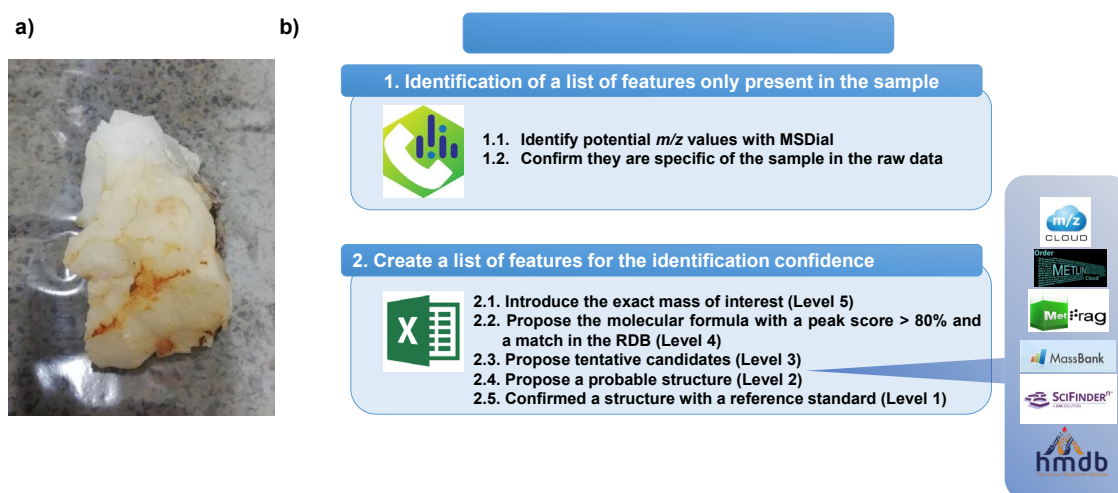 a)
b)
1. Identification of a list of features only present in the sample
1.1. Identify potential m/z values with MSDial
1.2. Confirm they are specific of the sample in the raw data
2. Create a list of features for the identification confidence
X
2.1. Introduce the exact mass of interest (Level 5)
2.2. Propose the molecular formula with a peak score > 80% and
a match in the RDB (Level 4)
2.3. Propose tentative candidates (Level 3)
2.4. Propose a probable structure (Level 2)
2.5. Confirmed a structure with a reference standard (Level 1)
m/z
CLOUD
Order
METLIN
Cloud
Met frag
MassBank
SCIFINDER n
A CAS SOLUTION
hmdb